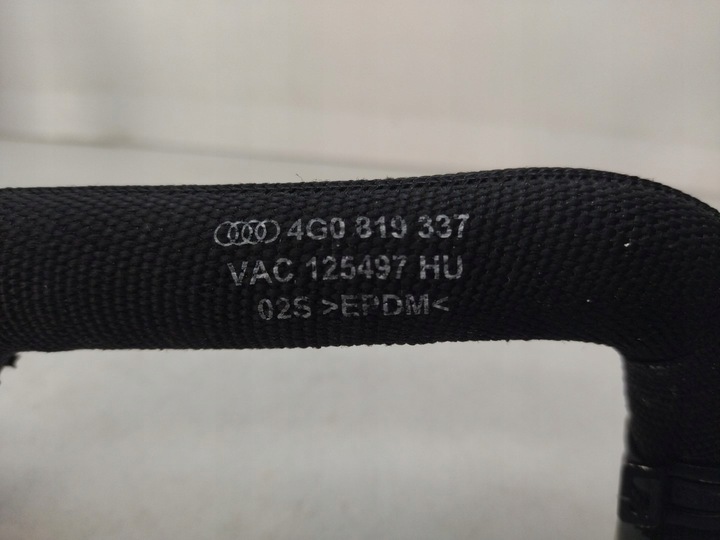 4G0 819 337
VAC 125497 HU
02S >EPDM<